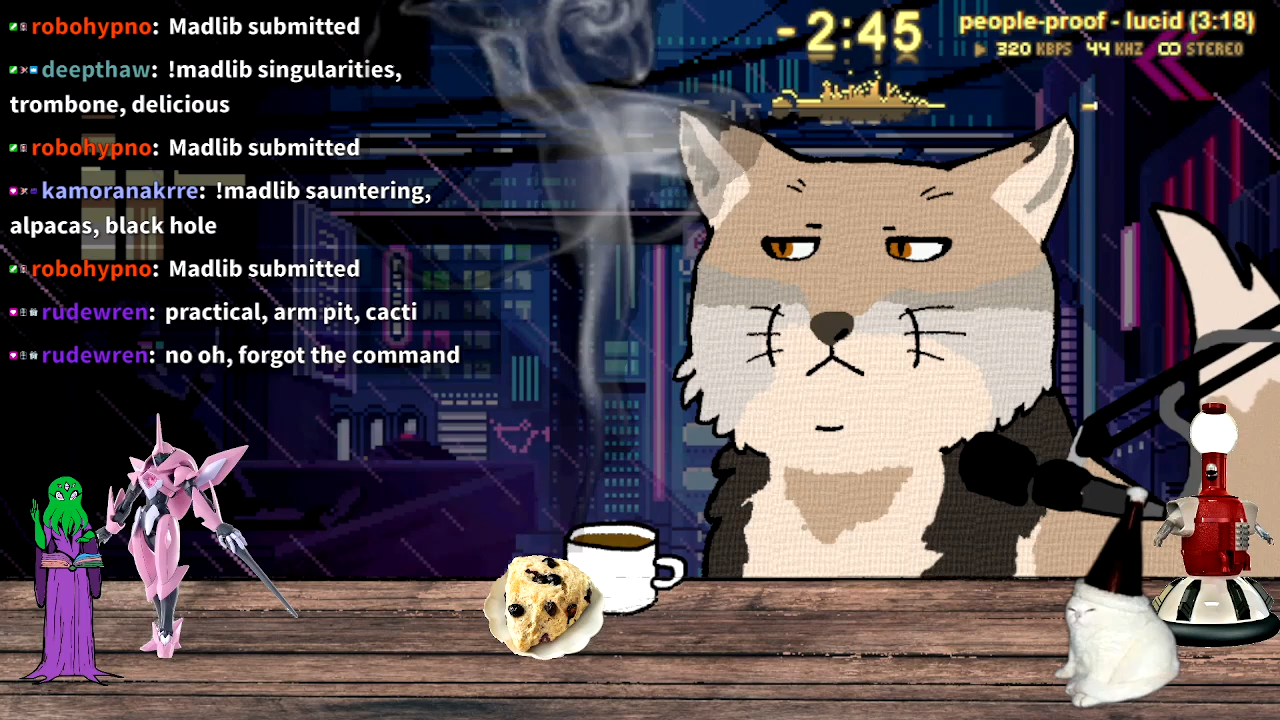 robohypno: Madlib submitted
deepthaw: !madlib singularities,
trombone, delicious
robohypno: Madlib submitted
kamoranakrre: !madlib sauntering,
alpacas, black hole
robohypno: Madlib submitted
rudewren: practical, arm pit, cacti
rudewren: no oh, forgot the command
-2:45
people-proof - lucid (3:18)
320 KBPS 44 KHZ STEREO